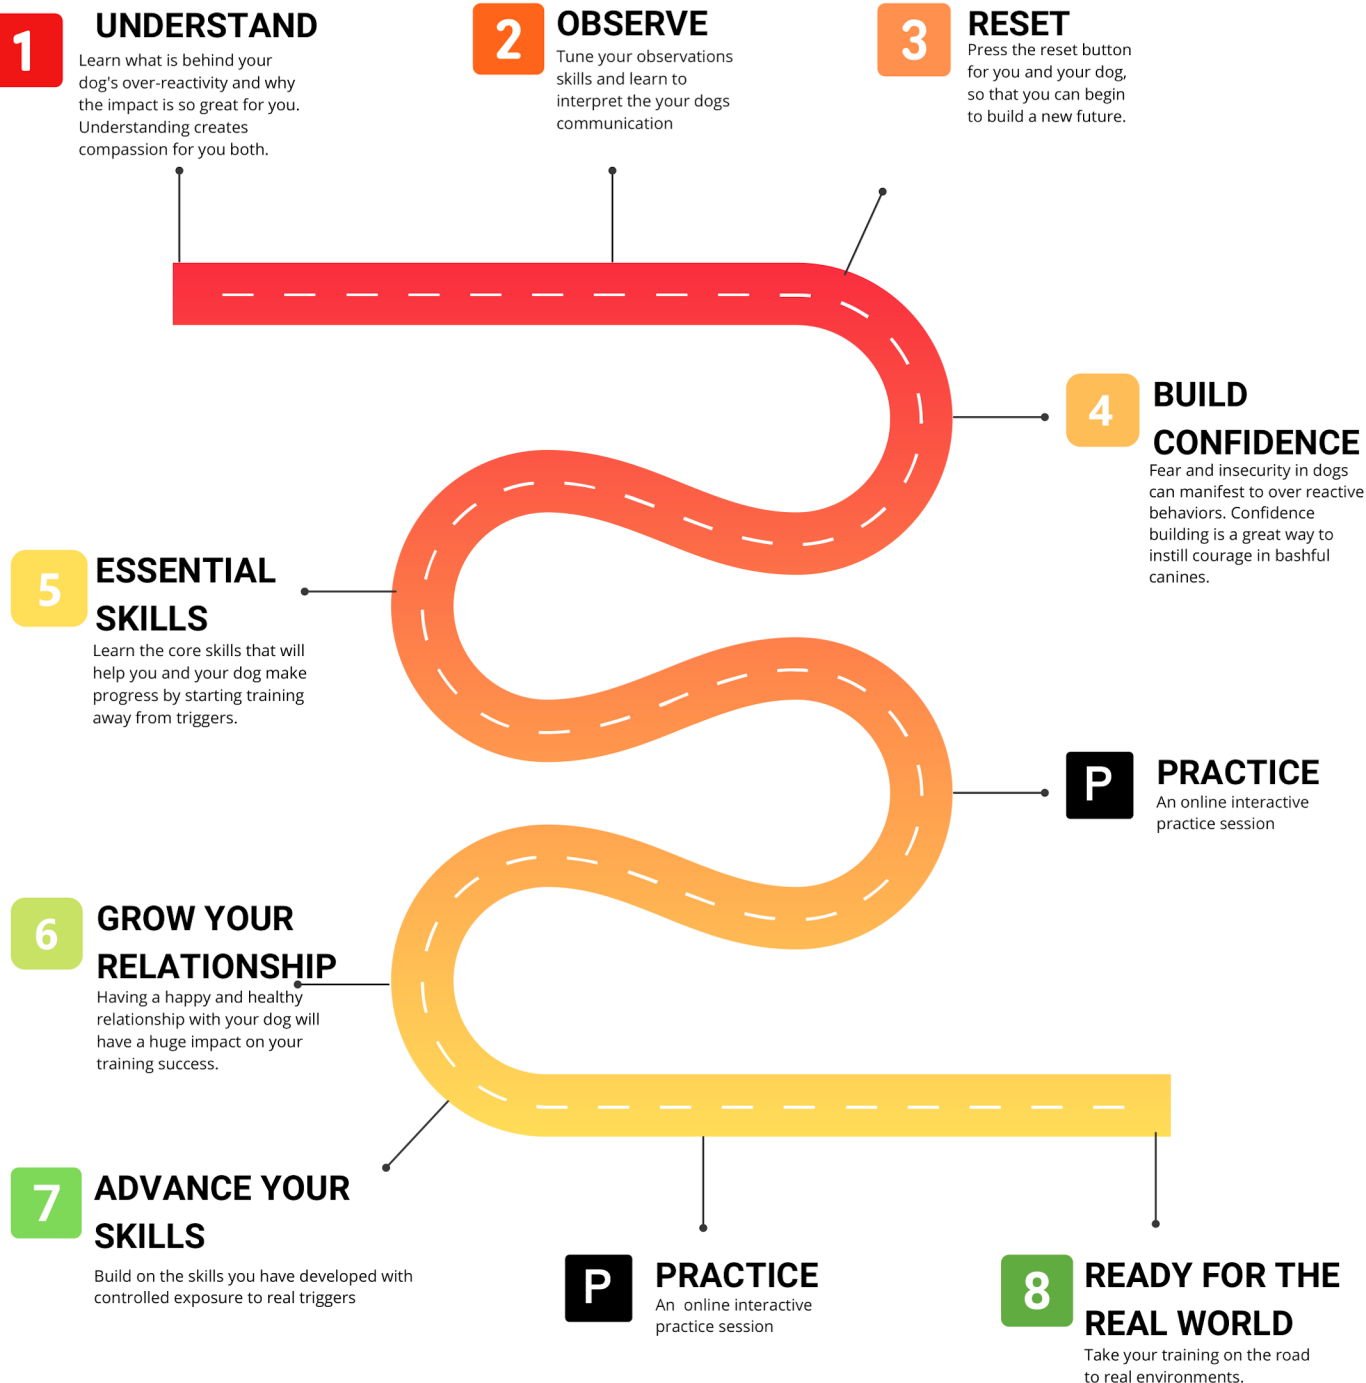 1
UNDERSTAND
Learn what is behind your
dog's over-reactivity and why
the impact is so great for you.
Understanding creates
compassion for you both.
2
OBSERVE
Tune your observations
skills and learn to
interpret the your dogs
communication
3
RESET
Press the reset button
for you and your dog,
so that you can begin
to build a new future.
4
BUILD
CONFIDENCE
Fear and insecurity in dogs
can manifest to over reactive
behaviors. Confidence
building is a great way to
instill courage in bashful
canines.
5
ESSENTIAL
SKILLS
Learn the core skills that will
help you and your dog make
progress by starting training
away from triggers.
P
PRACTICE
An online interactive
practice session
6
GROW YOUR
RELATIONSHIP
Having a happy and healthy
relationship with your dog will
have a huge impact on your
training success.
7
ADVANCE YOUR
SKILLS
Build on the skills you have developed with
controlled exposure to real triggers
P
PRACTICE
An online interactive
practice session
8
READY FOR THE
REAL WORLD
Take your training on the road
to real environments.